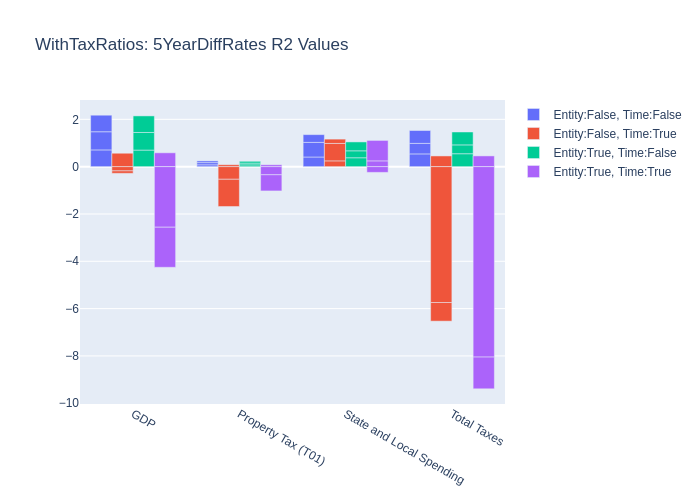 WithTaxRatios: 5YearDiffRates R2 Values
2
0
−2
−4
−6
−8
−10
GDP
Property Tax (T01)
State and Local Spending
Total Taxes
Entity:False, Time:False
Entity:False, Time:True
Entity:True, Time:False
Entity:True, Time:True